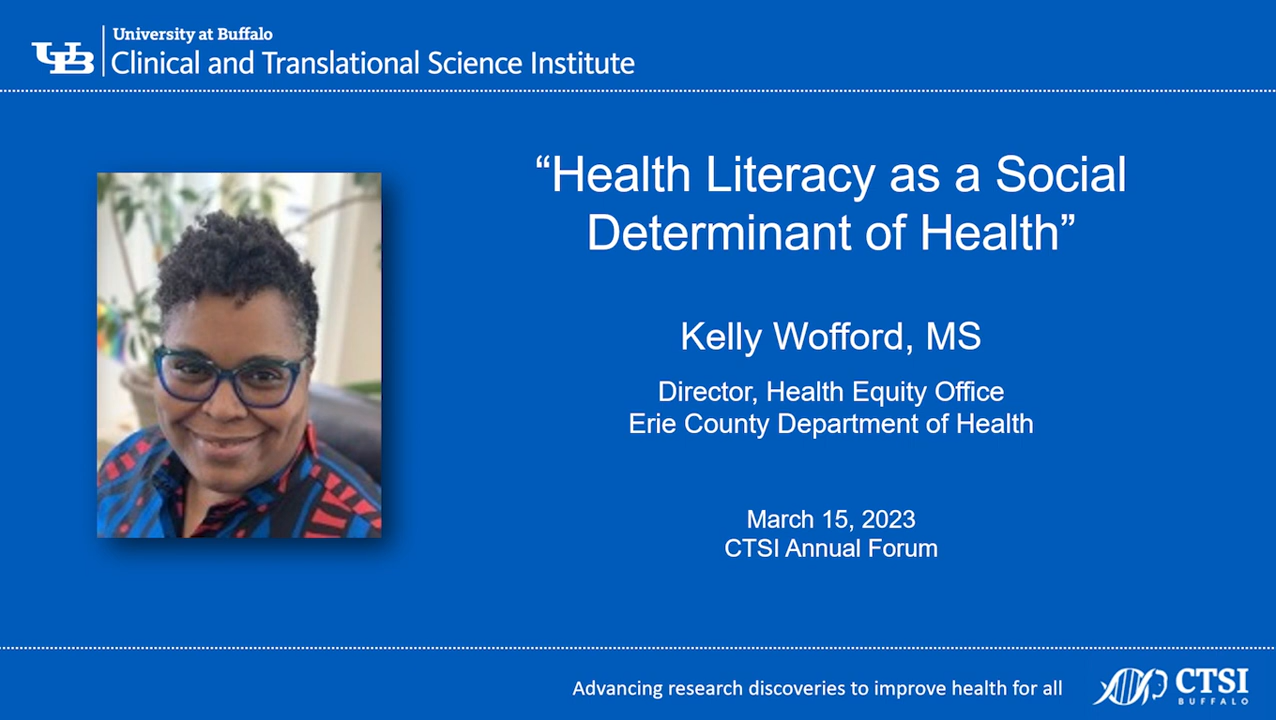 UB
University at Buffalo
Clinical and Translational Science Institute
“Health Literacy as a Social
Determinant of Health”
Kelly Wofford, MS
Director, Health Equity Office
Erie County Department of Health
March 15, 2023
CTSI Annual Forum
Advancing research discoveries to improve health for all
CTSI
BUFFALO